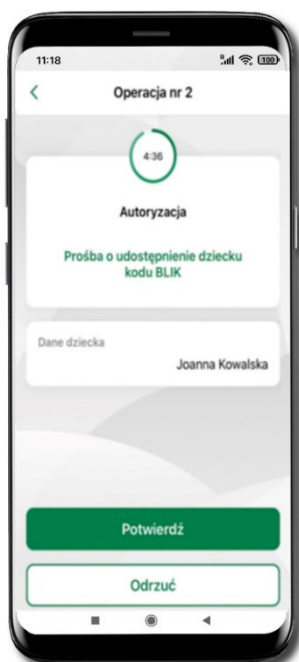 11:18
100
Operacja nr 2
4:36
Autoryzacja
Prośba o udostępnienie dziecku
kodu BLIK
Dane dziecka
Joanna Kowalska
Potwierdź
Odrzuć